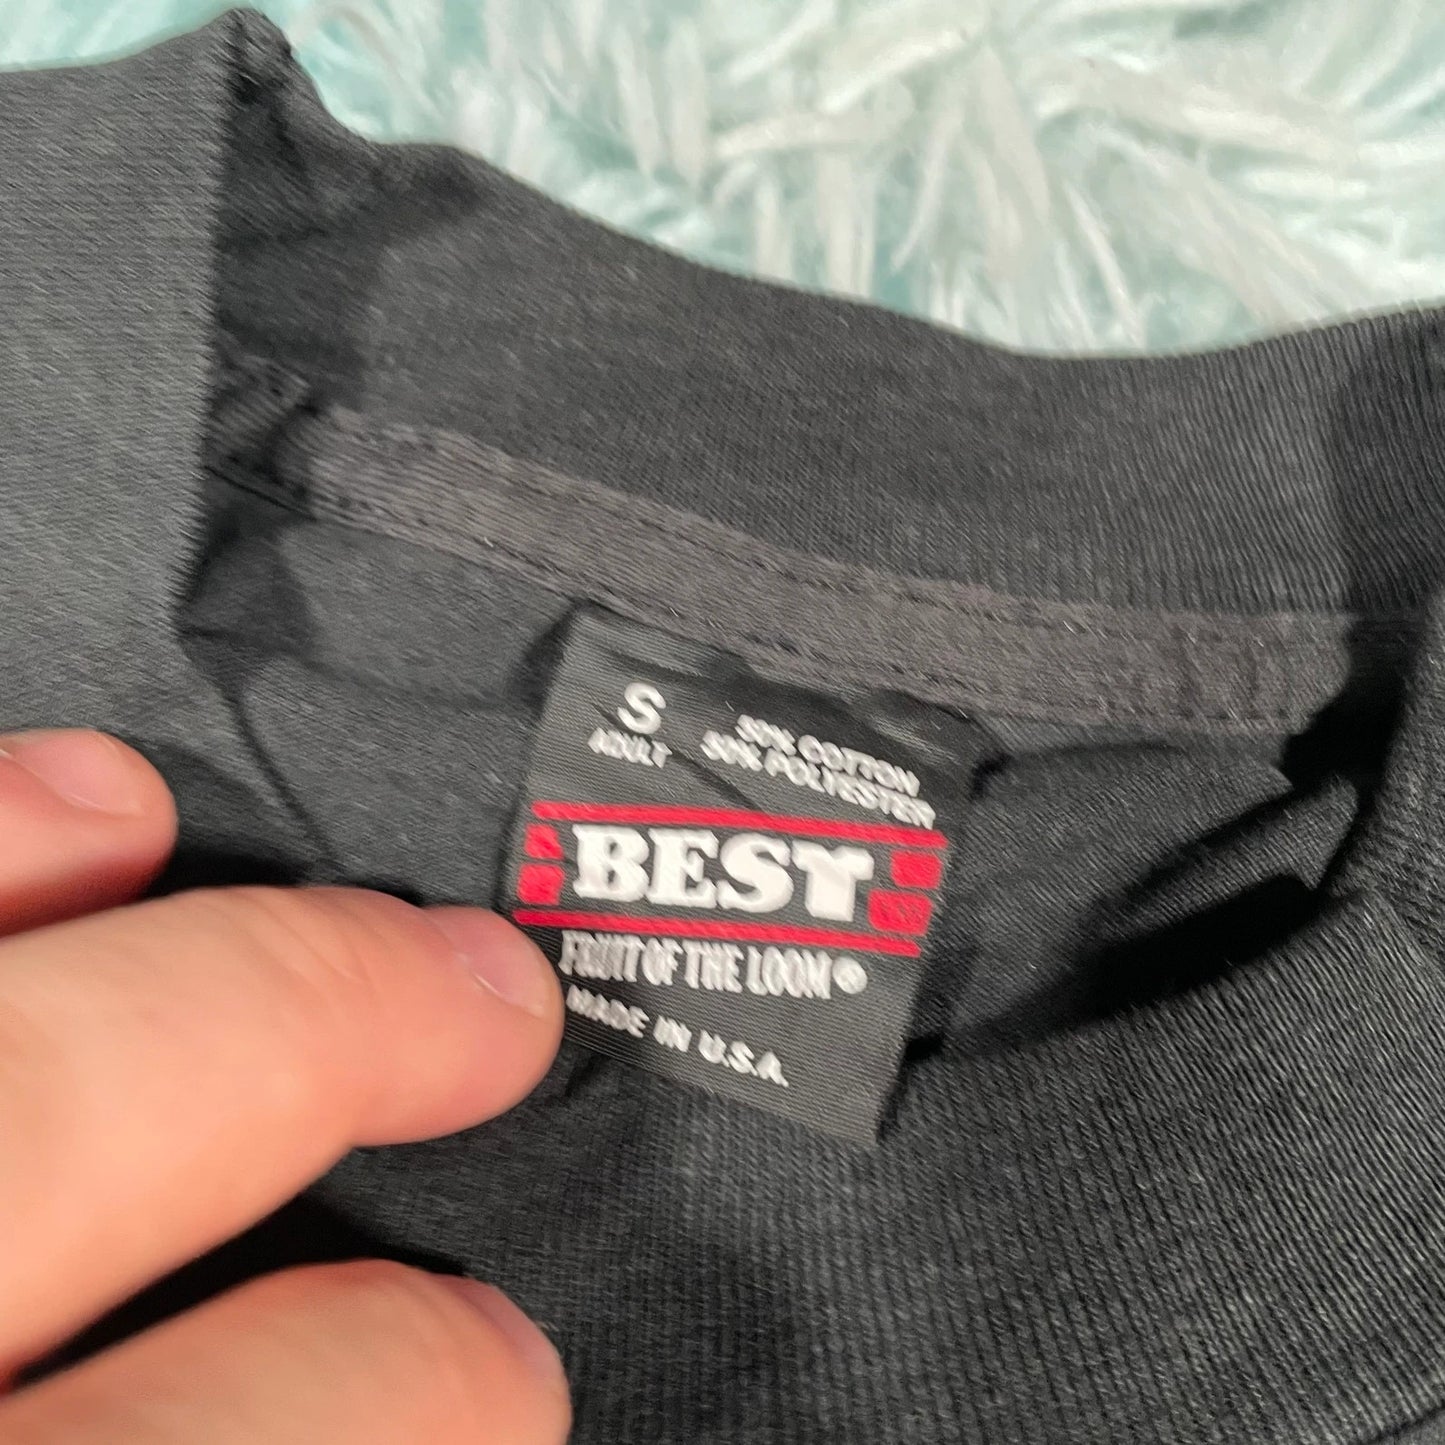 S
ADULT
50% COTTON
50% POLYESTER
BEST
FRUIT OF THE LOOM®
MADE IN U.S.A.